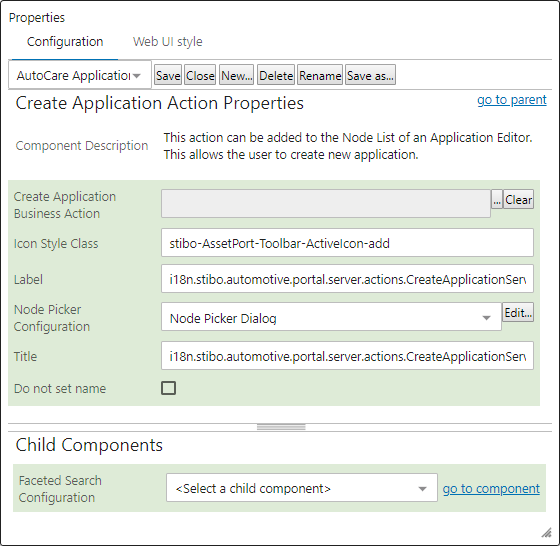 Properties
Configuration Web UI style
AutoCare Application Save Close New... Delete Rename Save as...
Create Application Action Properties go to parent
Component Description This action can be added to the Node List of an Application Editor.
This allows the user to create new application.
Create Application
Business Action ... Clear
Icon Style Class stibo-AssetPort-Toolbar-ActiveIcon-add
Label i18n.stibo.automotive.portal.server.actions.CreateApplicationServ
Node Picker
Configuration Node Picker Dialog Edit...
Title i18n.stibo.automotive.portal.server.actions.CreateApplicationServ
Do not set name
Child Components
Faceted Search
Configuration <Select a child component> go to component